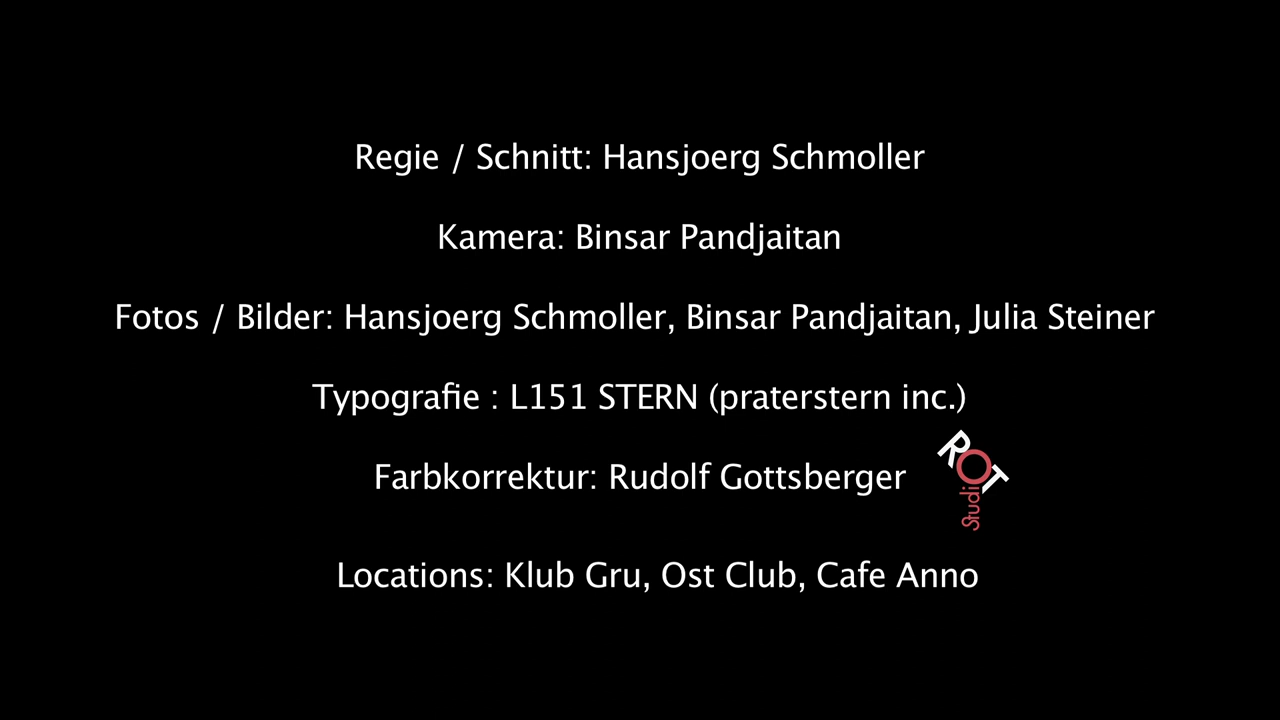 Regie / Schnitt: Hansjoerg Schmoller
Kamera: Binsar Pandjaitan
Fotos / Bilder: Hansjoerg Schmoller, Binsar Pandjaitan, Julia Steiner
Typografie : L151 STERN (praterstern inc.)
Farbkorrektur: Rudolf Gottsberger
ROT
Studio
Locations: Klub Gru, Ost Club, Cafe Anno